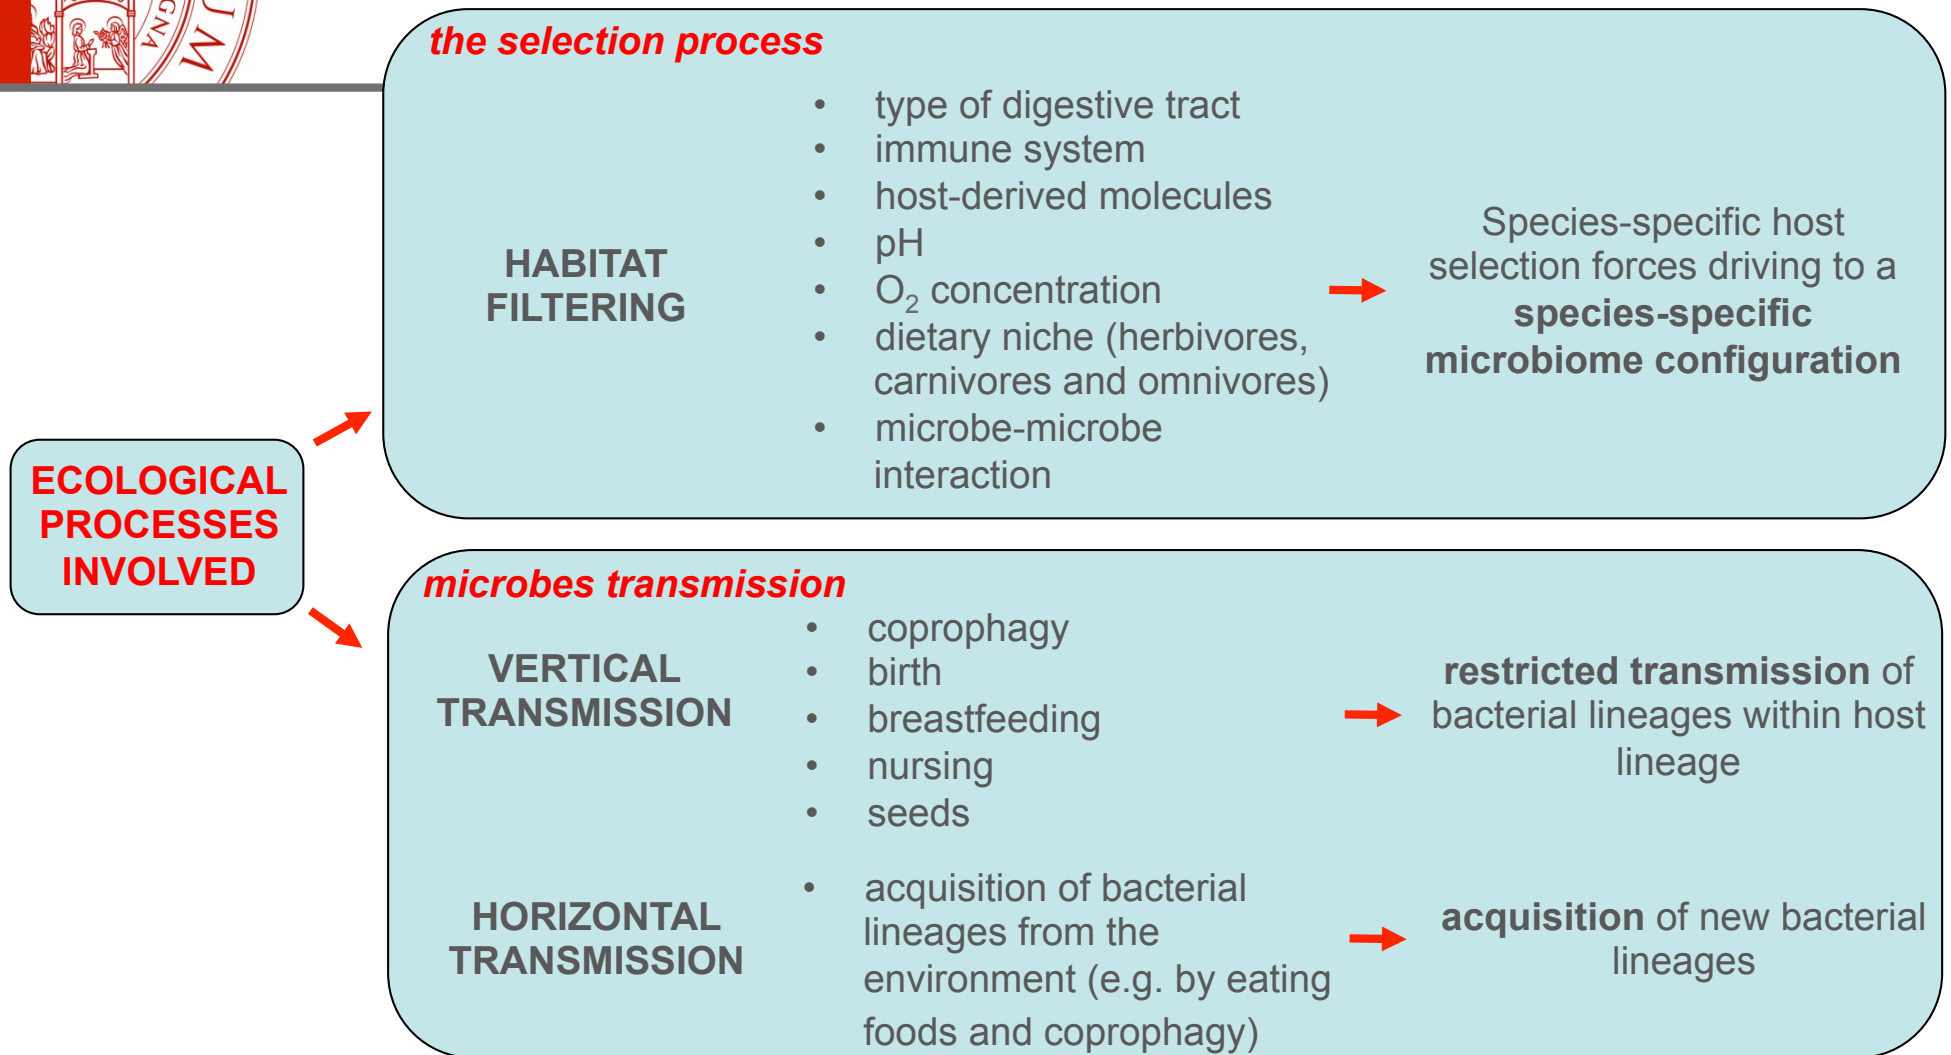 GNA
UM
the selection process
• type of digestive tract
• immune system
• host-derived molecules
• pH
• O₂ concentration
• dietary niche (herbivores,
carnivores and omnivores)
• microbe-microbe
interaction
HABITAT
FILTERING
Species-specific host
selection forces driving to a
species-specific
microbiome configuration
ECOLOGICAL
PROCESSES
INVOLVED
microbes transmission
VERTICAL
TRANSMISSION
• coprophagy
• birth
• breastfeeding
• nursing
• seeds
restricted transmission of
bacterial lineages within host
lineage
HORIZONTAL
TRANSMISSION
• acquisition of bacterial
lineages from the
environment (e.g. by eating
foods and coprophagy)
acquisition of new bacterial
lineages